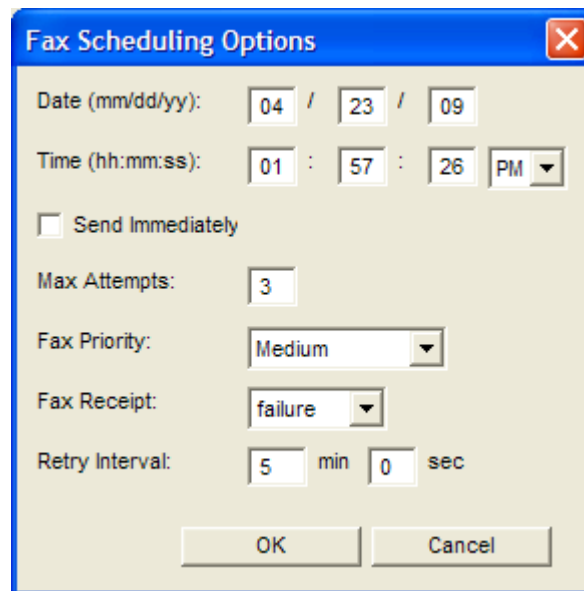 Fax Scheduling Options
Date (mm/dd/yy): 04 / 23 / 09
Time (hh:mm:ss): 01 : 57 : 26 PM
Send Immediately
Max Attempts: 3
Fax Priority: Medium
Fax Receipt: failure
Retry Interval: 5 min 0 sec
OK Cancel